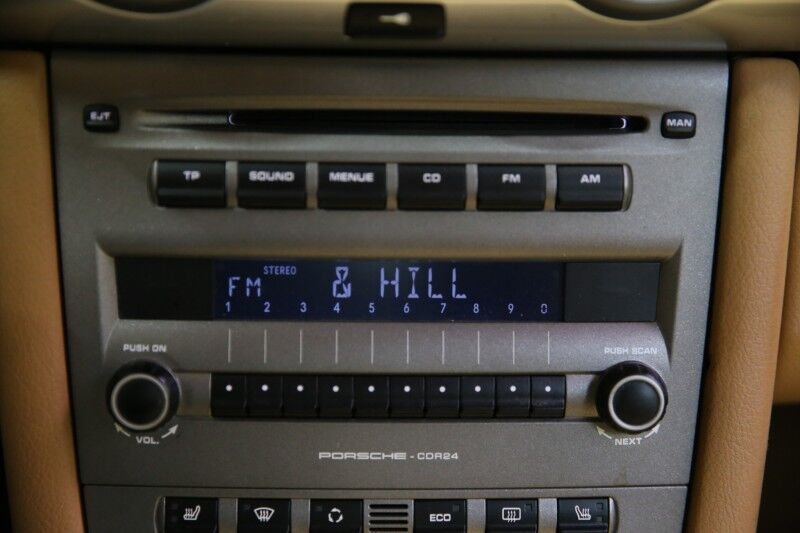 EJT
MAN
TP SOUND MENUE CD FM AM
STEREO
FM & HILL
1 2 3 4 5 6 7 8 9 0
PUSH ON PUSH SCAN
VOL. NEXT
PORSCHE - CDR24
ECO